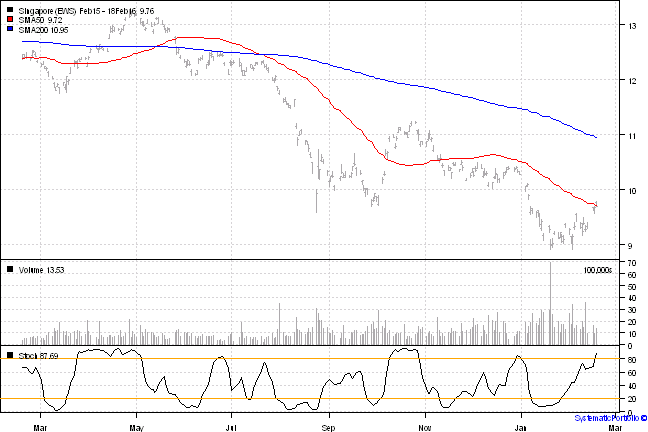 Singapore (EWS) Feb15 - 18Feb16 9.76
SMA50 9.72
SMA200 10.95
13
12
11
10
9
Volume 13.53
100,000s
70
60
50
40
30
20
10
0
Stoch 87.69
80
60
40
20
0
Mar May Jul Sep Nov Jan Mar
SystematicPortfolio ©